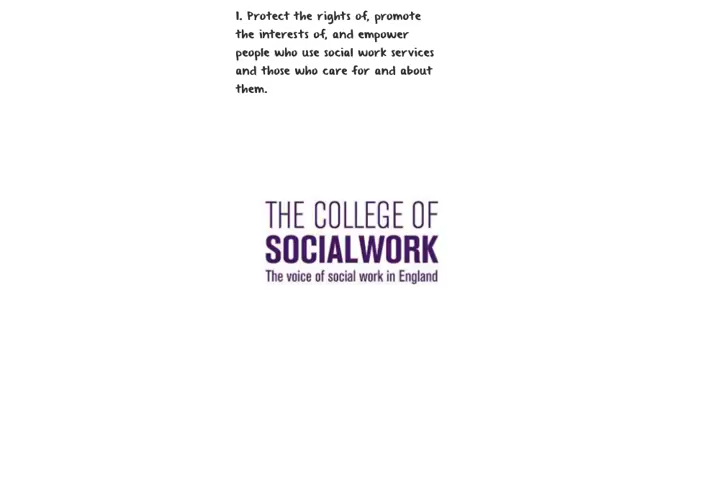 1. Protect the rights of, promote
the interests of, and empower
people who use social work services
and those who care for and about
them.
THE COLLEGE OF
SOCIALWORK
The voice of social work in England